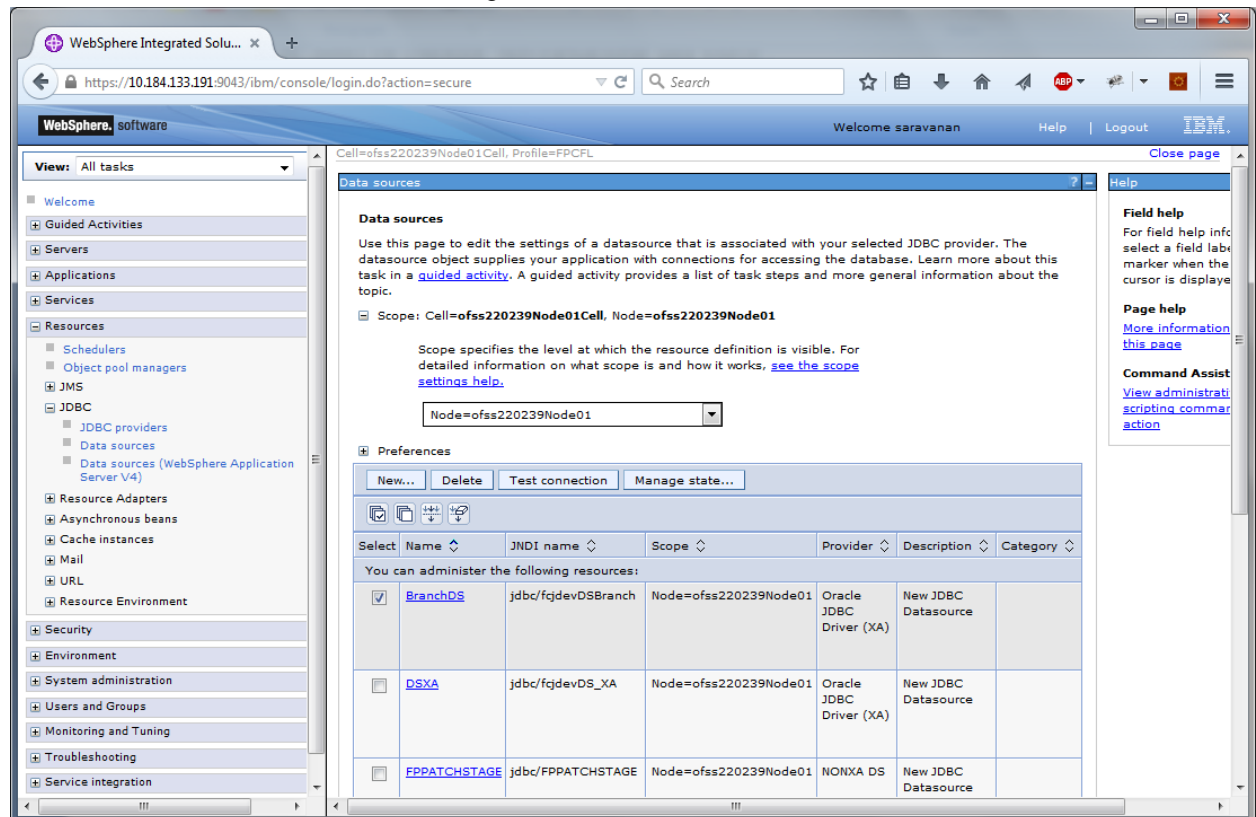 WebSphere Integrated Solu...
https://10.184.133.191:9043/ibm/console/login.do?action=secure
Search
ABP
WebSphere. software
Welcome saravanan
Help | Logout
IBM.
View: All tasks
Welcome
Guided Activities
Servers
Applications
Services
Resources
Schedulers
Object pool managers
JMS
JDBC
JDBC providers
Data sources
Data sources (WebSphere Application
Server V4)
Resource Adapters
Asynchronous beans
Cache instances
Mail
URL
Resource Environment
Security
Environment
System administration
Users and Groups
Monitoring and Tuning
Troubleshooting
Service integration
Cell=ofss220239Node01Cell, Profile=FPCFL
Close page
Data sources
? -
Data sources
Use this page to edit the settings of a datasource that is associated with your selected JDBC provider. The
datasource object supplies your application with connections for accessing the database. Learn more about this
task in a guided activity. A guided activity provides a list of task steps and more general information about the
topic.
Scope: Cell=ofss220239Node01Cell, Node=ofss220239Node01
Scope specifies the level at which the resource definition is visible. For
detailed information on what scope is and how it works, see the scope
settings help.
Node=ofss220239Node01
Preferences
New... Delete Test connection Manage state...
Select Name JNDI name Scope Provider Description Category
You can administer the following resources:
BranchDS jdbc/fcjdevDSBranch Node=ofss220239Node01 Oracle New JDBC
JDBC Datasource
Driver (XA)
DSXA jdbc/fcjdevDS_XA Node=ofss220239Node01 Oracle New JDBC
JDBC Datasource
Driver (XA)
FPPATCHSTAGE jdbc/FPPATCHSTAGE Node=ofss220239Node01 NONXA DS New JDBC
Datasource
Help
Field help
For field help info
select a field labe
marker when the
cursor is displaye
Page help
More information
this page
Command Assist
View administrati
scripting commar
action